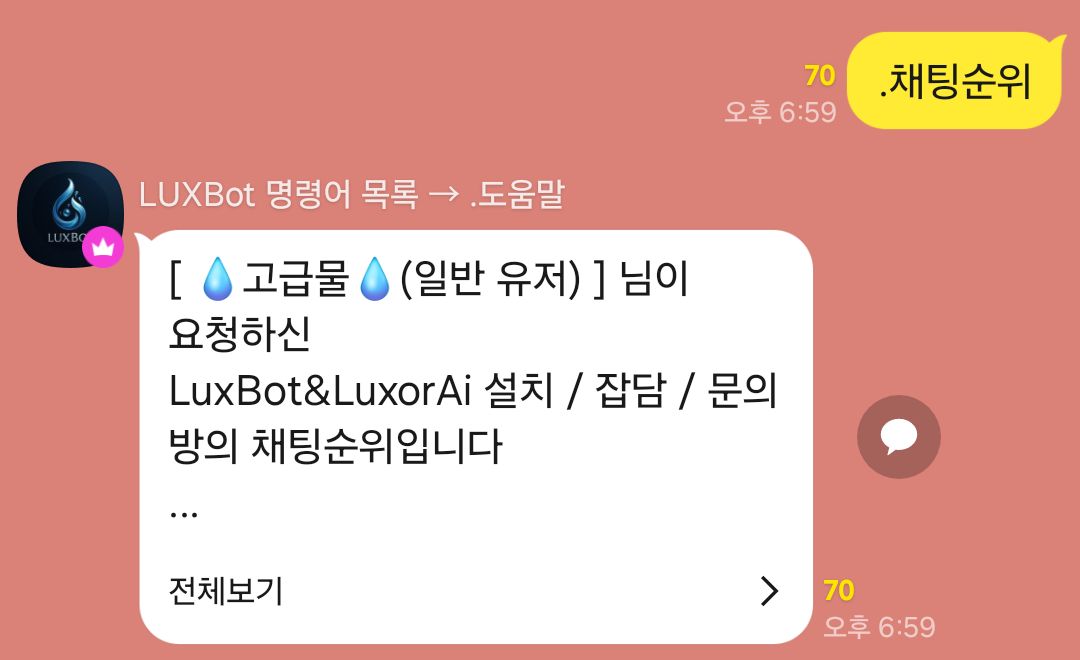 .채팅순위
70
오후 6:59
LUXBot 명령어 목록 → .도움말
LUXBO
[ 💧고급물💧(일반 유저) ] 님이
요청하신
LuxBot&LuxorAi 설치 / 잡담 / 문의
방의 채팅순위입니다
...
전체보기
70
오후 6:59